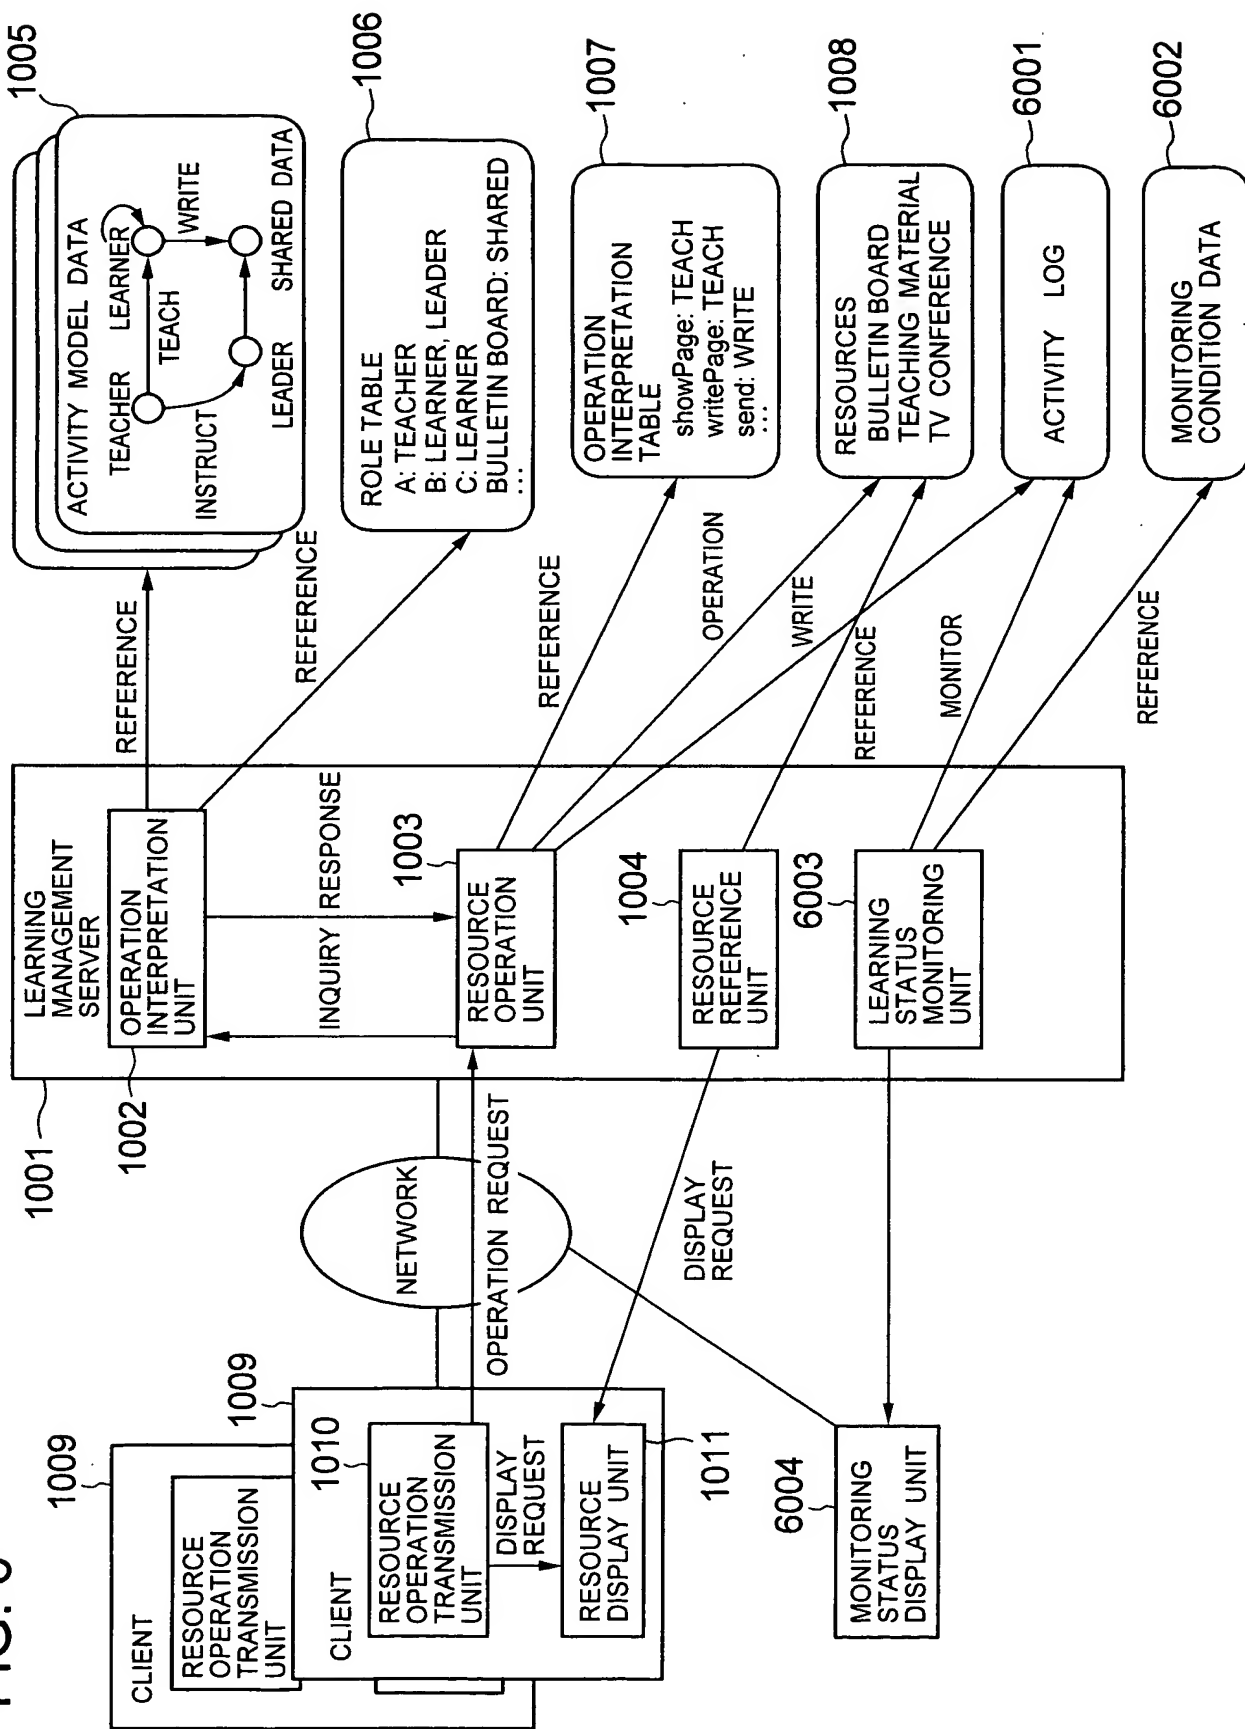 FIG.
1009
CLIENT
RESOURCE
OPERATION
TRANSMISSION
UNIT
1009
CLIENT
1010
RESOURCE
OPERATION
TRANSMISSION
UNIT
DISPLAY
REQUEST
RESOURCE
DISPLAY UNIT
1011
6004
MONITORING
STATUS
DISPLAY UNIT
NETWORK
OPERATION REQUEST
DISPLAY
REQUEST
1001
LEARNING
MANAGEMENT
SERVER
1002
OPERATION
INTERPRETATION
UNIT
INQUIRY
RESPONSE
1003
RESOURCE
OPERATION
UNIT
1004
RESOURCE
REFERENCE
UNIT
6003
LEARNING
STATUS
MONITORING
UNIT
REFERENCE
REFERENCE
REFERENCE
OPERATION
WRITE
REFERENCE
MONITOR
REFERENCE
1005
ACTIVITY MODEL DATA
TEACHER
LEARNER
TEACH
WRITE
INSTRUCT
LEADER
SHARED DATA
1006
ROLE TABLE
A: TEACHER
B: LEARNER, LEADER
C: LEARNER
BULLETIN BOARD: SHARED
...
1007
OPERATION
INTERPRETATION
TABLE
showPage: TEACH
writePage: TEACH
send: WRITE
...
1008
RESOURCES
BULLETIN BOARD
TEACHING MATERIAL
TV CONFERENCE
6001
ACTIVITY LOG
6002
MONITORING
CONDITION DATA